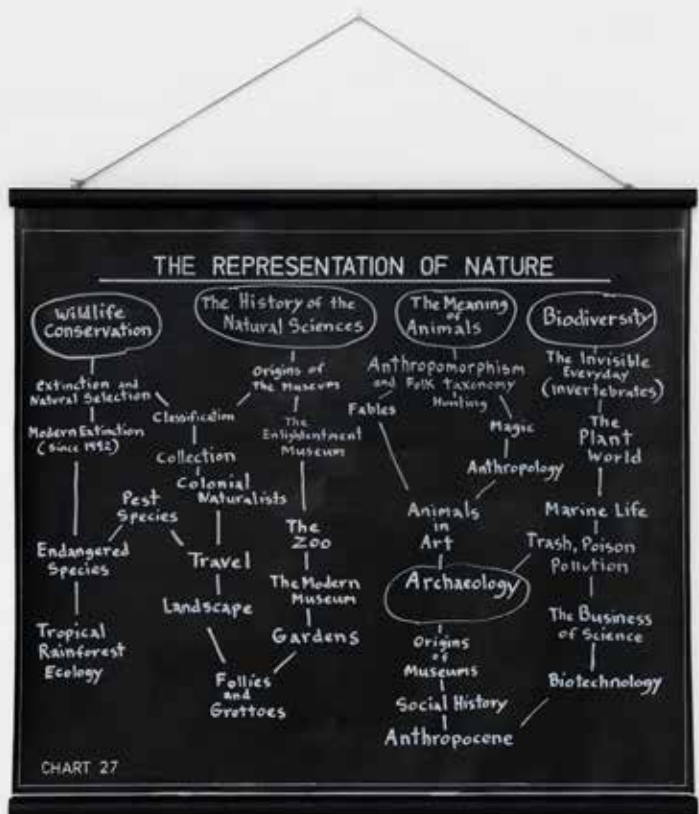 THE REPRESENTATION OF NATURE
Wildlife
Conservation
Extinction and
Natural Selection
Modern Extinction
(Since 1492)
Pest
Species
Endangered
Species
Tropical
Rainforest
Ecology
The History of the
Natural Sciences
Origins of
The Museum
Classification
Collection
Colonial
Naturalists
Travel
Landscape
The
Enlightenment
Museum
The
Zoo
The Modern
Museum
Gardens
Follies
and
Grottoes
The Meaning of
Animals
Anthropomorphism
and Folk Taxonomy
Hunting
Fables
Magic
Anthropology
Animals
in
Art
Archaeology
Origins
of
Museums
Social History
Anthropocene
Biodiversity
The Invisible
Everyday
(invertebrates)
The
Plant
World
Marine Life
Trash, Poison
Pollution
The Business
of Science
Biotechnology
CHART 27